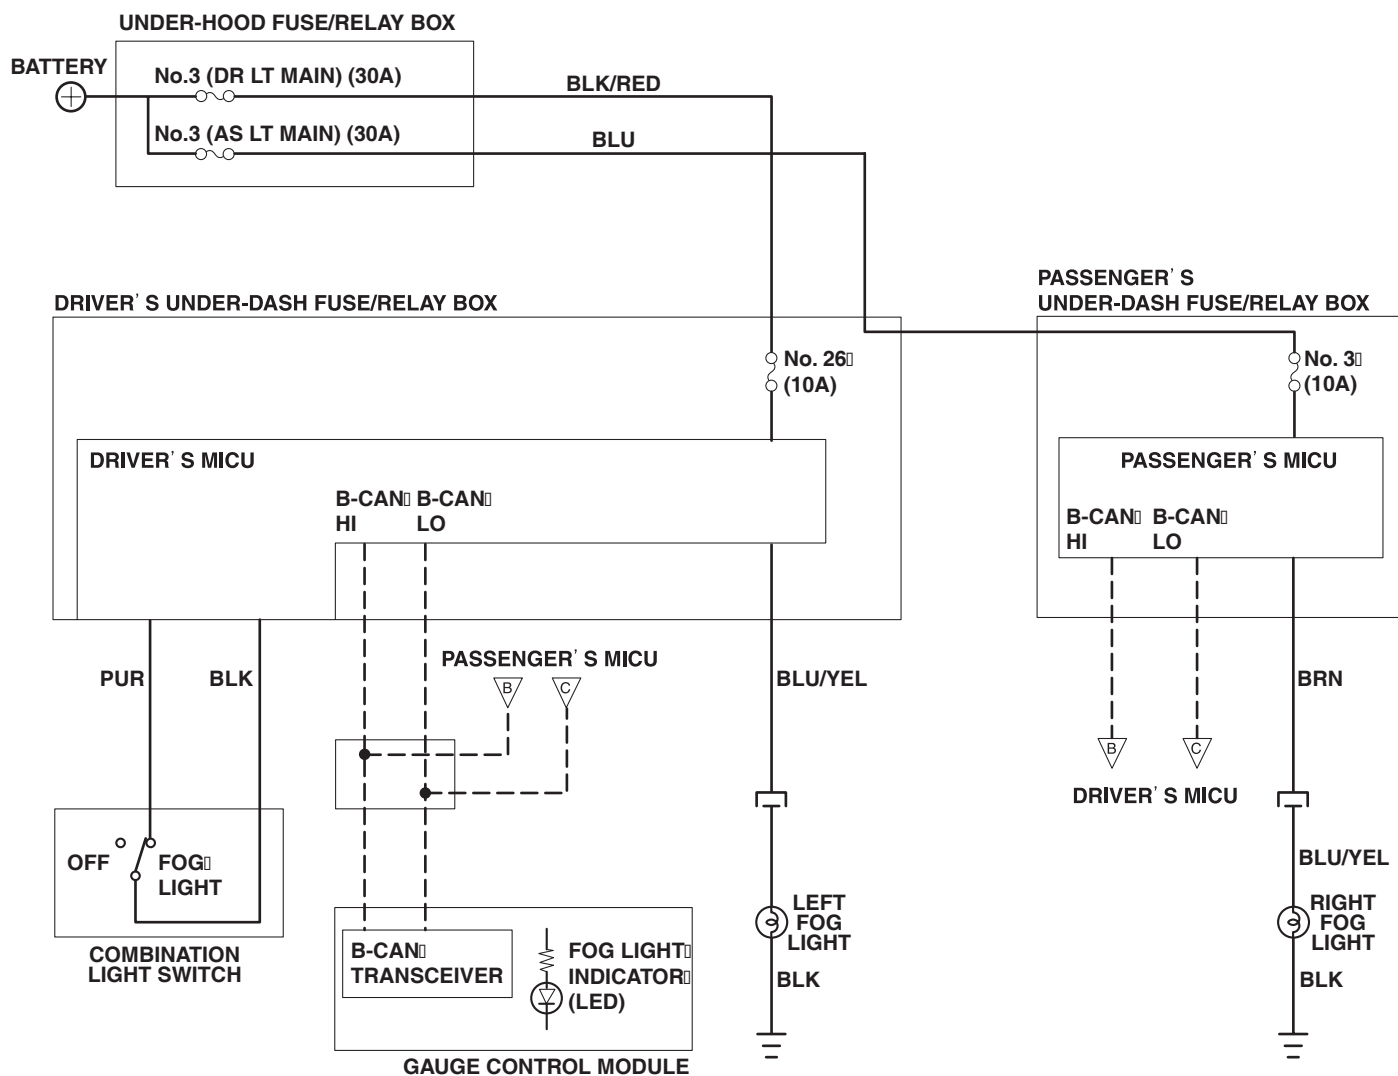 UNDER-HOOD FUSE/RELAY BOX
BATTERY
No.3 (DR LT MAIN) (30A)
BLK/RED
No.3 (AS LT MAIN) (30A)
BLU
PASSENGER'S
UNDER-DASH FUSE/RELAY BOX
DRIVER'S UNDER-DASH FUSE/RELAY BOX
No. 26
(10A)
No. 3
(10A)
DRIVER'S MICU
PASSENGER'S MICU
B-CAN
HI
B-CAN
LO
B-CAN
HI
B-CAN
LO
PUR
BLK
PASSENGER'S MICU
B
C
BLU/YEL
BRN
B
C
DRIVER'S MICU
OFF
FOG
LIGHT
COMBINATION
LIGHT SWITCH
B-CAN
TRANSCEIVER
FOG LIGHT
INDICATOR
(LED)
GAUGE CONTROL MODULE
LEFT
FOG
LIGHT
BLK
BLU/YEL
RIGHT
FOG
LIGHT
BLK